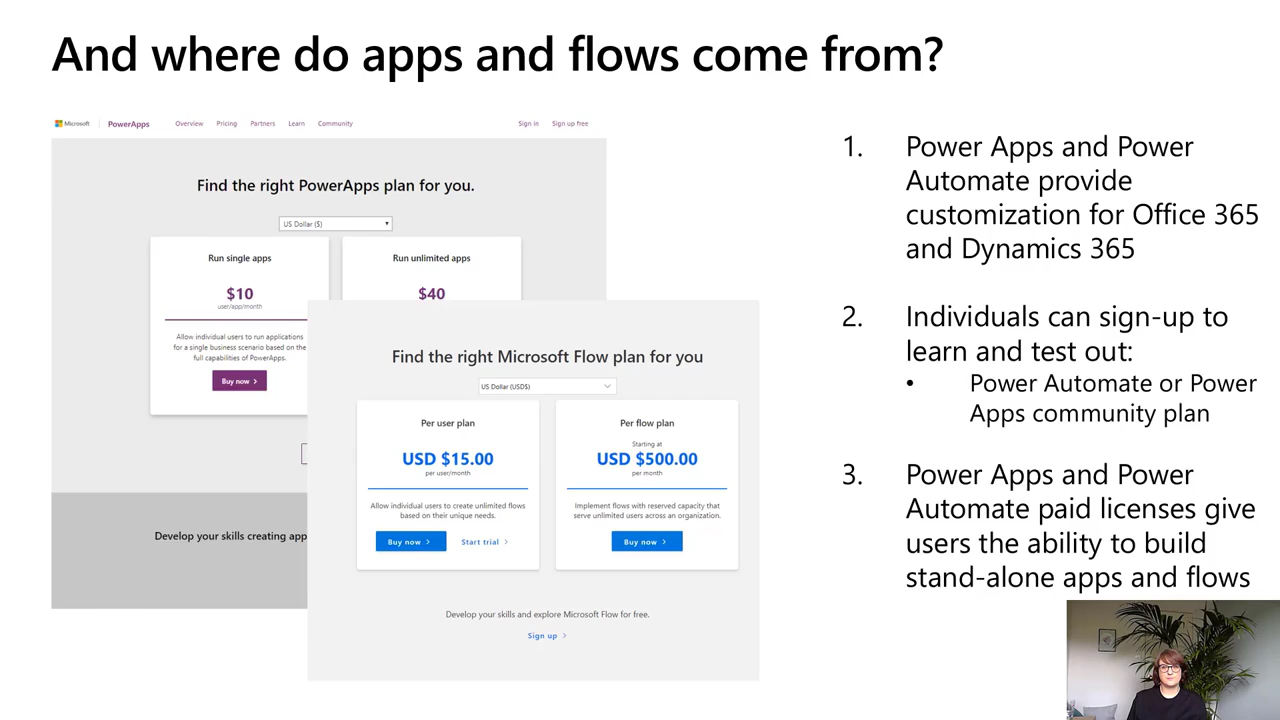 And where do apps and flows come from?
Microsoft PowerApps Overview Pricing Partners Learn Community Sign in Sign up free
Find the right PowerApps plan for you.
US Dollar ($)
Run single apps
$10
user/app/month
Allow individual users to run applications
for a single business scenario based on the
full capabilities of PowerApps.
Buy now
Run unlimited apps
$40
Develop your skills creating app
Find the right Microsoft Flow plan for you
US Dollar (USD$)
Per user plan
USD $15.00
per user/month
Allow individual users to create unlimited flows
based on their unique needs.
Buy now
Start trial
Per flow plan
Starting at
USD $500.00
per month
Implement flows with reserved capacity that
serve unlimited users across an organization.
Buy now
Develop your skills and explore Microsoft Flow for free.
Sign up
1. Power Apps and Power
Automate provide
customization for Office 365
and Dynamics 365
2. Individuals can sign-up to
learn and test out:
• Power Automate or Power
Apps community plan
3. Power Apps and Power
Automate paid licenses give
users the ability to build
stand-alone apps and flows